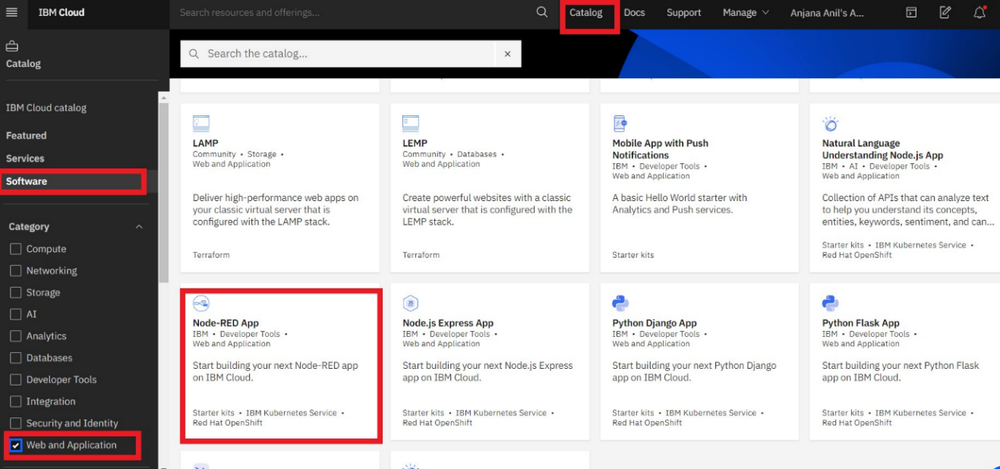 IBM Cloud
Search resources and offerings...
Catalog
Docs
Support
Manage
Anjana Anil's A...
Catalog
Search the catalog...
IBM Cloud catalog
Featured
Services
Software
Category
Compute
Networking
Storage
AI
Analytics
Databases
Developer Tools
Integration
Security and Identity
Web and Application
LAMP
Community • Storage •
Web and Application
Deliver high-performance web apps on
your classic virtual server that is
configured with the LAMP stack.
Terraform
LEMP
Community • Databases •
Web and Application
Create powerful websites with a classic
virtual server that is configured with the
LEMP stack.
Terraform
Mobile App with Push
Notifications
IBM • Developer Tools •
Web and Application
A basic Hello World starter with
Analytics and Push services.
Starter kits
Natural Language
Understanding Node.js App
IBM • AI • Developer Tools •
Web and Application
Collection of APIs that can analyze text
to help you understand its concepts,
entities, keywords, sentiment, and can...
Starter kits • IBM Kubernetes Service •
Red Hat OpenShift
Node-RED App
IBM • Developer Tools •
Web and Application
Start building your next Node-RED app
on IBM Cloud.
Starter kits • IBM Kubernetes Service •
Red Hat OpenShift
Node.js Express App
IBM • Developer Tools •
Web and Application
Start building your next Node.js Express
app on IBM Cloud.
Starter kits • IBM Kubernetes Service •
Red Hat OpenShift
Python Django App
IBM • Developer Tools •
Web and Application
Start building your next Python Django
app on IBM Cloud.
Starter kits • IBM Kubernetes Service •
Red Hat OpenShift
Python Flask App
IBM • Developer Tools •
Web and Application
Start building your next Python Flask
app on IBM Cloud.
Starter kits • IBM Kubernetes Service •
Red Hat OpenShift